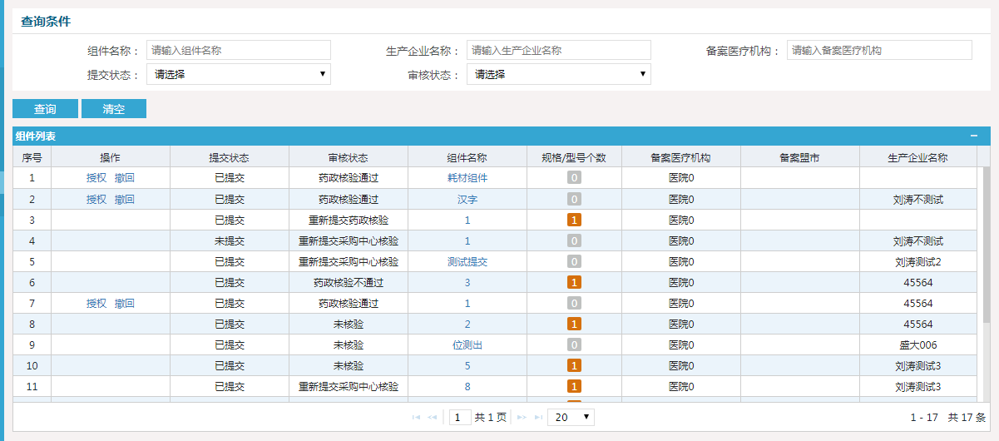 查询条件
组件名称： 请输入组件名称 生产企业名称： 请输入生产企业名称 备案医疗机构： 请输入备案医疗机构
提交状态： 请选择 审核状态： 请选择
查询 清空
组件列表
序号 操作 提交状态 审核状态 组件名称 规格/型号个数 备案医疗机构 备案盟市 生产企业名称
1 授权 撤回 已提交 药政核验通过 耗材组件 0 医院0
2 授权 撤回 已提交 药政核验通过 汉字 0 医院0 刘涛不测试
3 已提交 重新提交药政核验 1 1 医院0
4 未提交 重新提交采购中心核验 1 0 医院0 刘涛不测试
5 已提交 重新提交采购中心核验 测试提交 0 医院0 刘涛测试2
6 已提交 药政核验不通过 3 1 医院0 45564
7 授权 撤回 已提交 药政核验通过 1 0 医院0 45564
8 已提交 未核验 2 1 医院0 45564
9 已提交 未核验 位测出 0 医院0 盛大006
10 已提交 未核验 5 1 医院0 刘涛测试3
11 已提交 重新提交采购中心核验 8 1 医院0 刘涛测试3
1 共 1 页 20 1 - 17 共 17 条